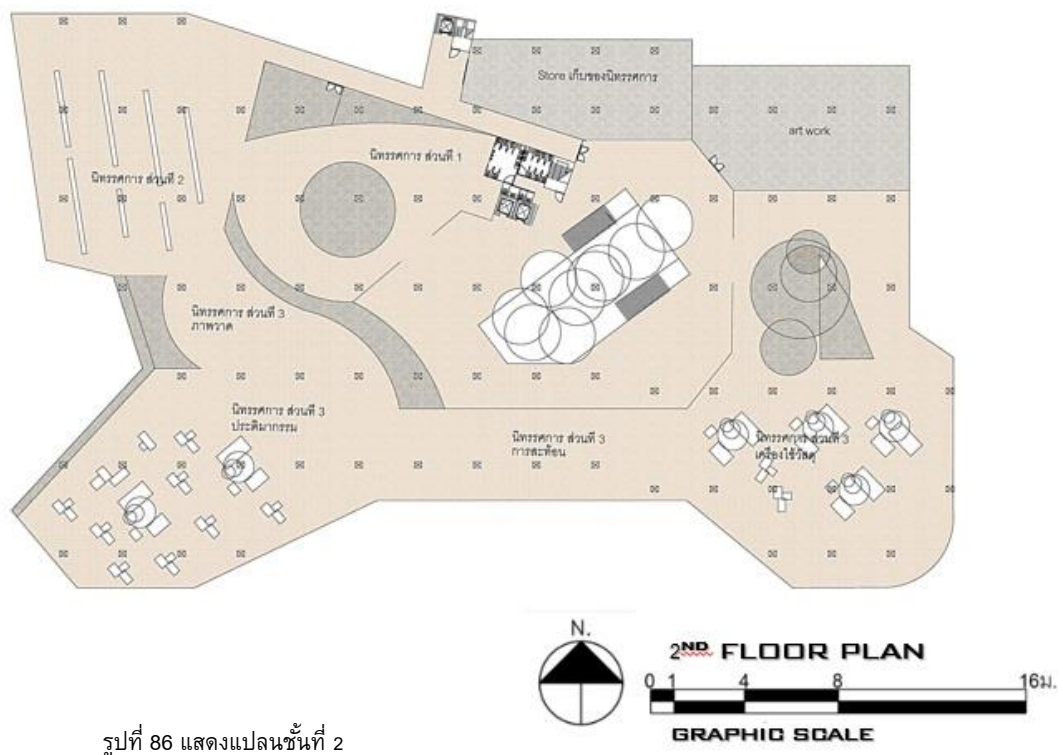 Store เก็บของนิทรรศการ
art work
นิทรรศการ ส่วนที่ 1
นิทรรศการ ส่วนที่ 2
นิทรรศการ ส่วนที่ 3
ภาพวาด
นิทรรศการ ส่วนที่ 3
ประติมากรรม
นิทรรศการ ส่วนที่ 3
การสะท้อน
นิทรรศการ ส่วนที่ 3
เครื่องใช้วัสดุ
N.
2ND FLOOR PLAN
0 1 4 8 16ม.
GRAPHIC SCALE
รูปที่ 86 แสดงแปลนชั้นที่ 2